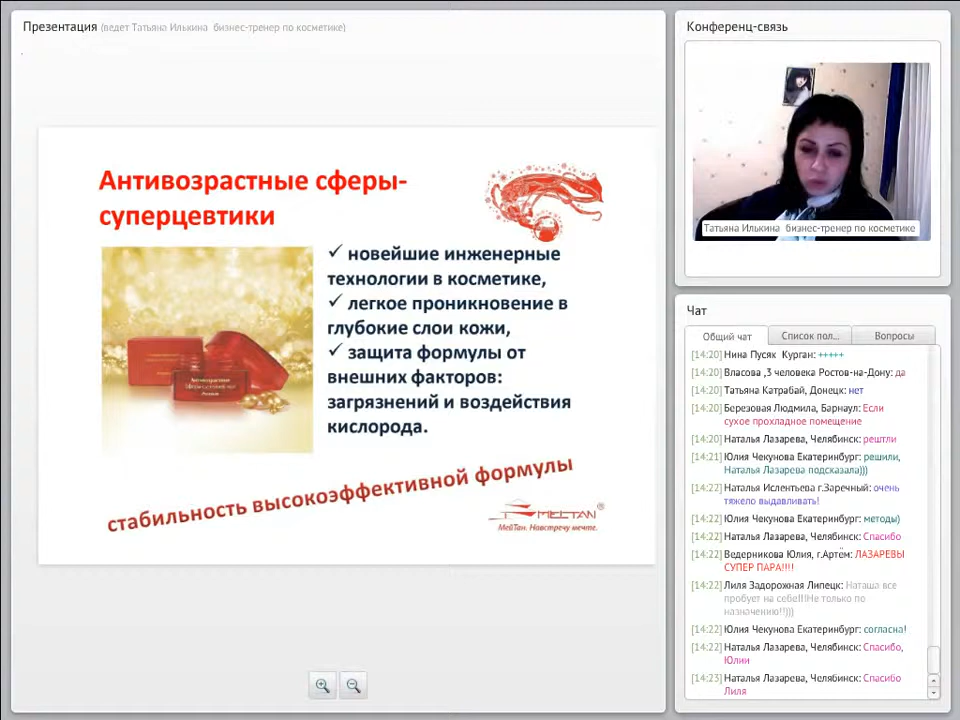 Презентация (ведет Татьяна Илькина бизнес-тренер по косметике)
Антивозрастные сферы-
суперцевтики
✓ новейшие инженерные
технологии в косметике,
✓ легкое проникновение в
глубокие слои кожи,
✓ защита формулы от
внешних факторов:
загрязнений и воздействия
кислорода.
стабильность высокоэффективной формулы
MEITAN®
МейТан. Навстречу мечте.
Конференц-связь
Татьяна Илькина бизнес-тренер по косметике
Чат
Общий чат
Список пол...
Вопросы
[14:20] Нина Пусях Курган: +++++
[14:20] Власова ,3 человека Ростов-на-Дону: да
[14:20] Татьяна Катрабай, Донецк: нет
[14:20] Березовая Людмила, Барнаул: Если
сухое прохладное помещение
[14:20] Наталья Лазарева, Челябинск: рештли
[14:21] Юлия Чекунова Екатеринбург: решили,
Наталья Лазарева подсказала)))
[14:22] Наталья Ислентьева г.Заречный: очень
тяжело выдавливать!
[14:22] Юлия Чекунова Екатеринбург: методы)
[14:22] Наталья Лазарева, Челябинск: Спасибо
[14:22] Ведерникова Юлия, г.Артём: ЛАЗАРЕВЫ
СУПЕР ПАРА!!!!
[14:22] Лиля Задорожная Липецк: Наташа все
пробует на себе!!!Не только по
назначению!!)))
[14:22] Юлия Чекунова Екатеринбург: согласна!
[14:22] Наталья Лазарева, Челябинск: Спасибо,
Юлии
[14:23] Наталья Лазарева, Челябинск: Спасибо
Лиля